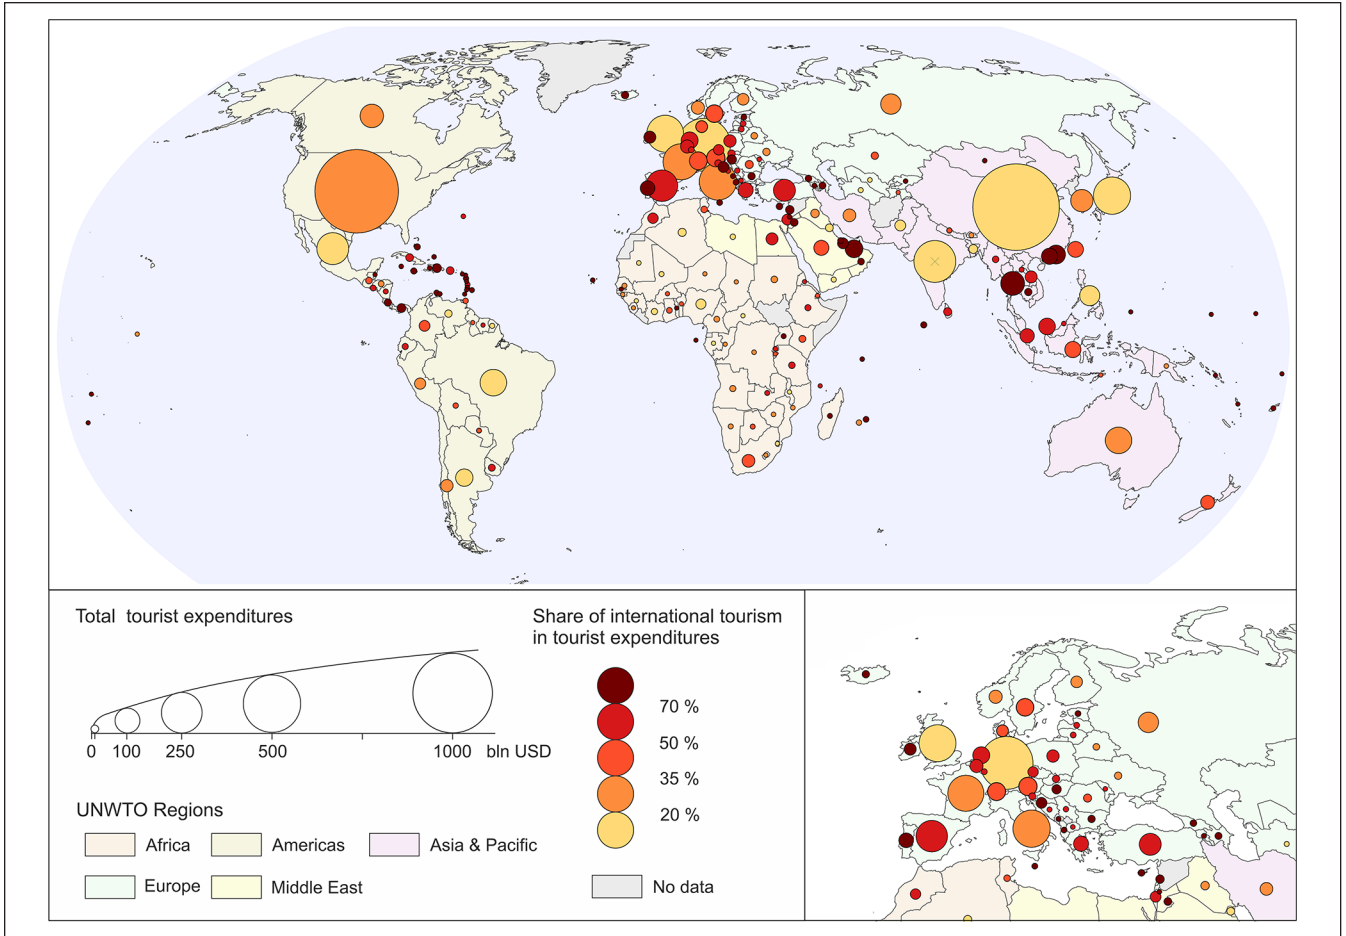 Total tourist expenditures
0 100 250 500 1000 bln USD
UNWTO Regions
Africa Americas Asia & Pacific
Europe Middle East
Share of international tourism
in tourist expenditures
70 %
50 %
35 %
20 %
No data